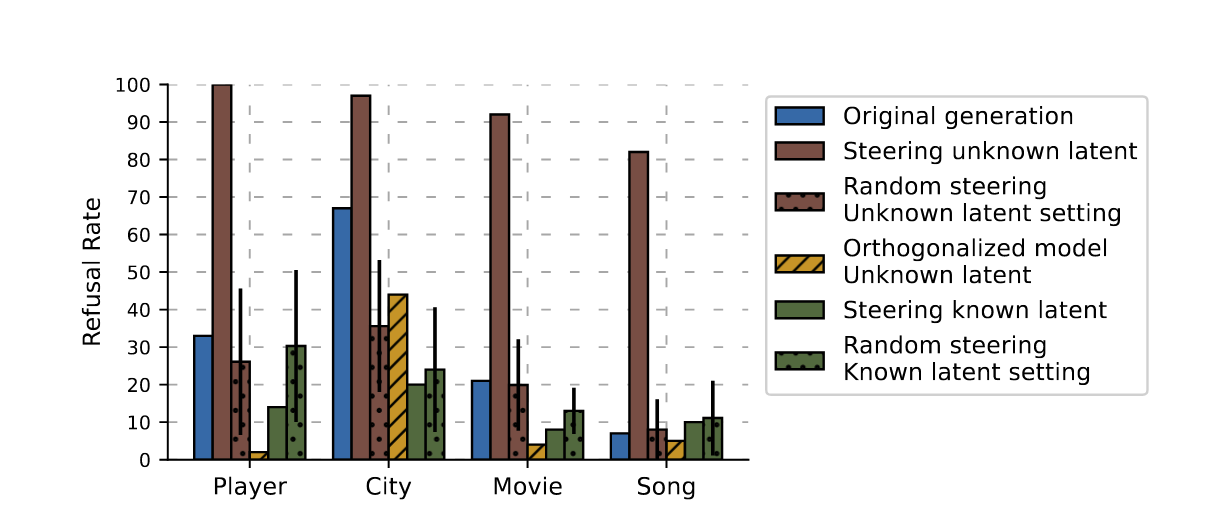 100
90
80
70
60
50
40
30
20
10
0
Refusal Rate
Player
City
Movie
Song
Original generation
Steering unknown latent
Random steering
Unknown latent setting
Orthogonalized model
Unknown latent
Steering known latent
Random steering
Known latent setting